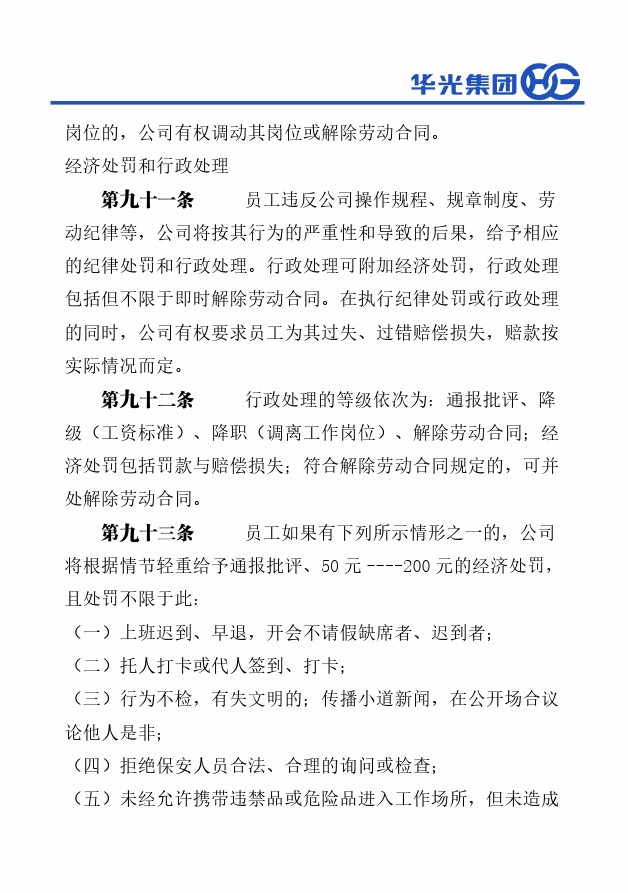 华光集团
岗位的，公司有权调动其岗位或解除劳动合同。
经济处罚和行政处理
第九十一条 员工违反公司操作规程、规章制度、劳
动纪律等，公司将按其行为的严重性和导致的后果，给予相应
的纪律处罚和行政处理。行政处理可附加经济处罚，行政处理
包括但不限于即时解除劳动合同。在执行纪律处罚或行政处理
的同时，公司有权要求员工为其过失、过错赔偿损失，赔款按
实际情况而定。
第九十二条 行政处理的等级依次为：通报批评、降
级（工资标准）、降职（调离工作岗位）、解除劳动合同；经
济处罚包括罚款与赔偿损失；符合解除劳动合同规定的，可并
处解除劳动合同。
第九十三条 员工如果有下列所示情形之一的，公司
将根据情节轻重给予通报批评、50元----200元的经济处罚，
且处罚不限于此：
（一）上班迟到、早退，开会不请假缺席者、迟到者；
（二）托人打卡或代人签到、打卡；
（三）行为不检，有失文明的；传播小道新闻，在公开场合议
论他人是非；
（四）拒绝保安人员合法、合理的询问或检查；
（五）未经允许携带违禁品或危险品进入工作场所，但未造成